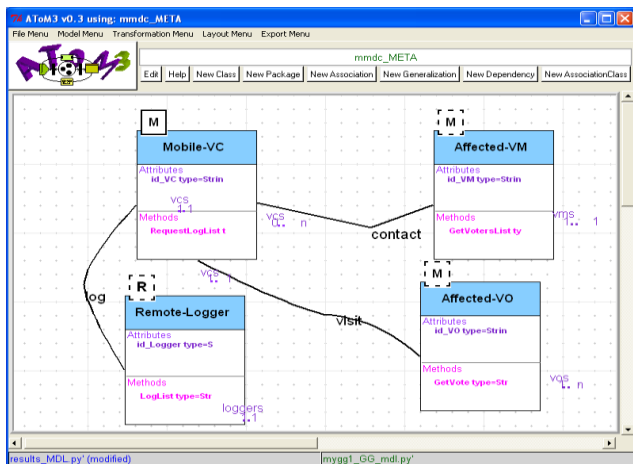 AToM3 v0.3 using: mmdc_META
File Menu Model Menu Transformation Menu Layout Menu Export Menu
AToM3
mmdc_META
Edit Help New Class New Package New Association New Generalization New Dependency New AssociationClass
M
Mobile-VC
Attributes
id_VC type=Strin
vcs
1.1
Methods
RequestLogList t
M
Affected-VM
Attributes
id_VM type=Strin
Methods
GetVotersList ty
vms
1.. 1
vcs
0.. n
contact
vcs
1.. 1
log
R
Remote-Logger
Attributes
id_Logger type=S
Methods
LogList type=Str
loggers
1.1
visit
M
Affected-VO
Attributes
id_VO type=Strin
Methods
GetVote type=Str
vos
1.. n
results_MDL.py' (modified)
mygg1_GG_mdl.py'